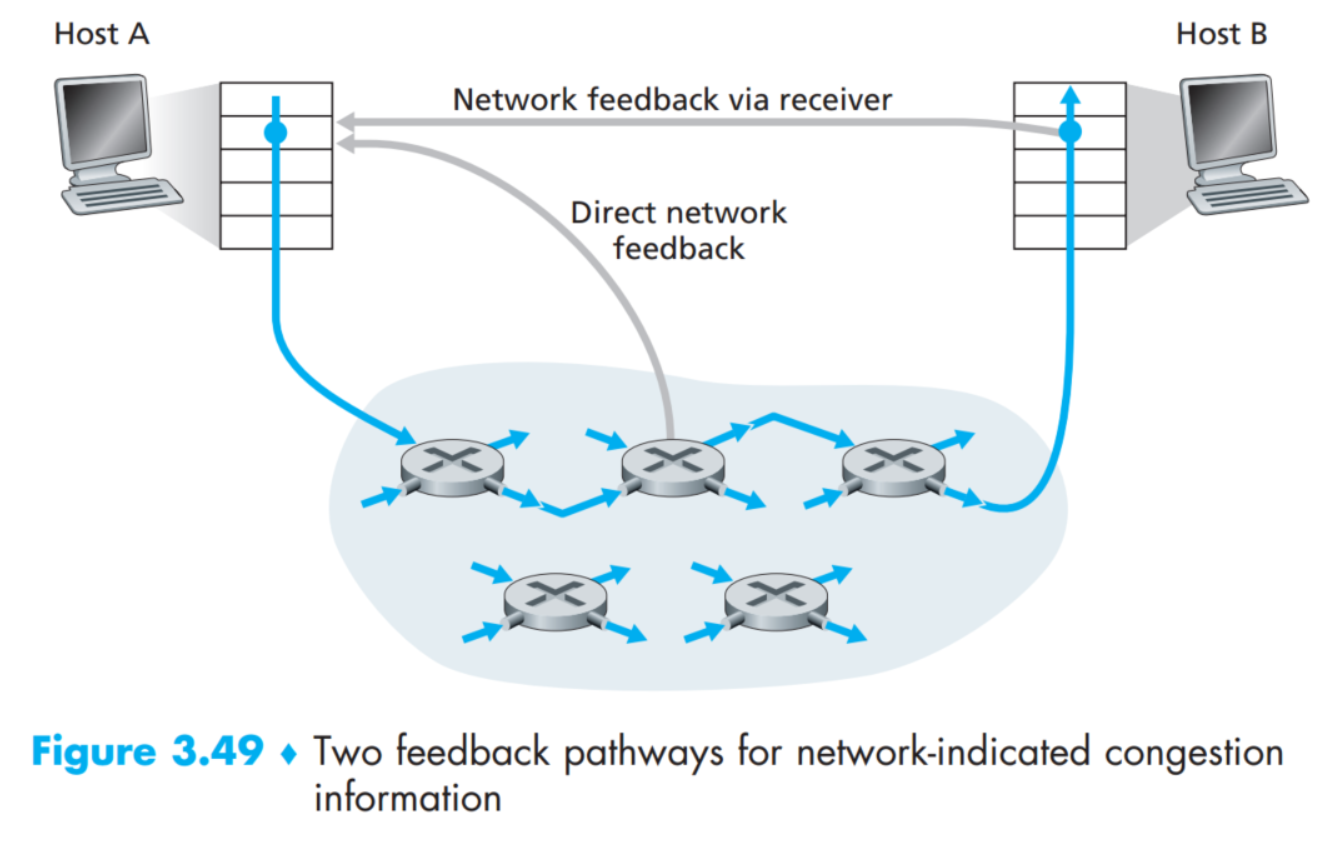 Host A
Host B
Network feedback via receiver
Direct network
feedback
Figure 3.49 ♦ Two feedback pathways for network-indicated congestion
information